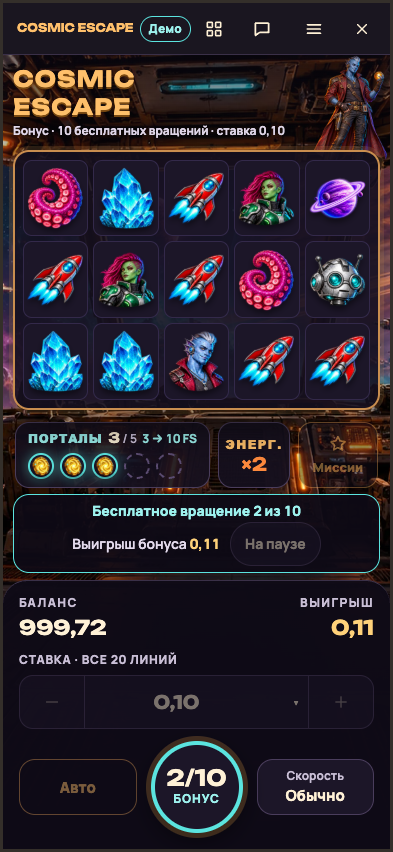 COSMIC ESCAPE Демо
COSMIC
ESCAPE
Бонус · 10 бесплатных вращений · ставка 0,10
ПОРТАЛЫ 3 / 5 3 → 10 FS
ЭНЕРГ.
×2
Миссии
Бесплатное вращение 2 из 10
Выигрыш бонуса 0,11 На паузе
БАЛАНС ВЫИГРЫШ
999,72 0,11
СТАВКА · ВСЕ 20 ЛИНИЙ
− 0,10 ▾ +
Авто
2/10
БОНУС
Скорость
Обычно